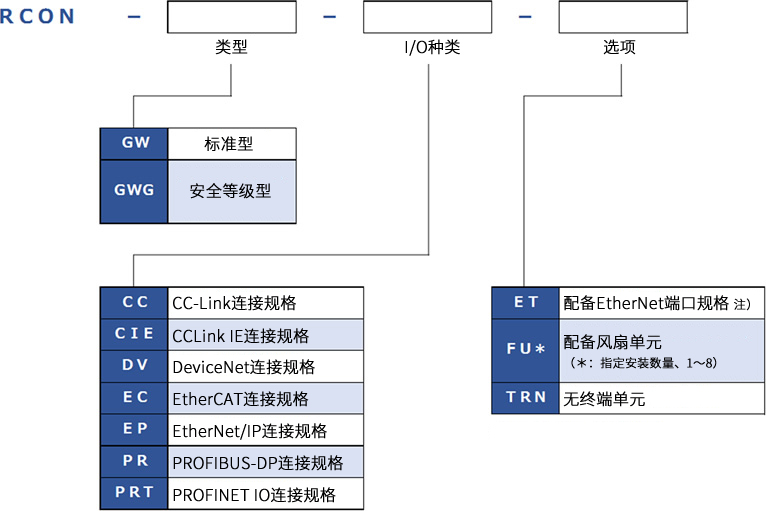 RCON - - -
类型 I/O种类 选项
GW 标准型
GWG 安全等级型
CC CC-Link连接规格
CIE CCLink IE连接规格
DV DeviceNet连接规格
EC EtherCAT连接规格
EP EtherNet/IP连接规格
PR PROFIBUS-DP连接规格
PRT PROFINET IO连接规格
ET 配备EtherNet端口规格 注）
FU＊ 配备风扇单元
（＊：指定安装数量、1～8）
TRN 无终端单元